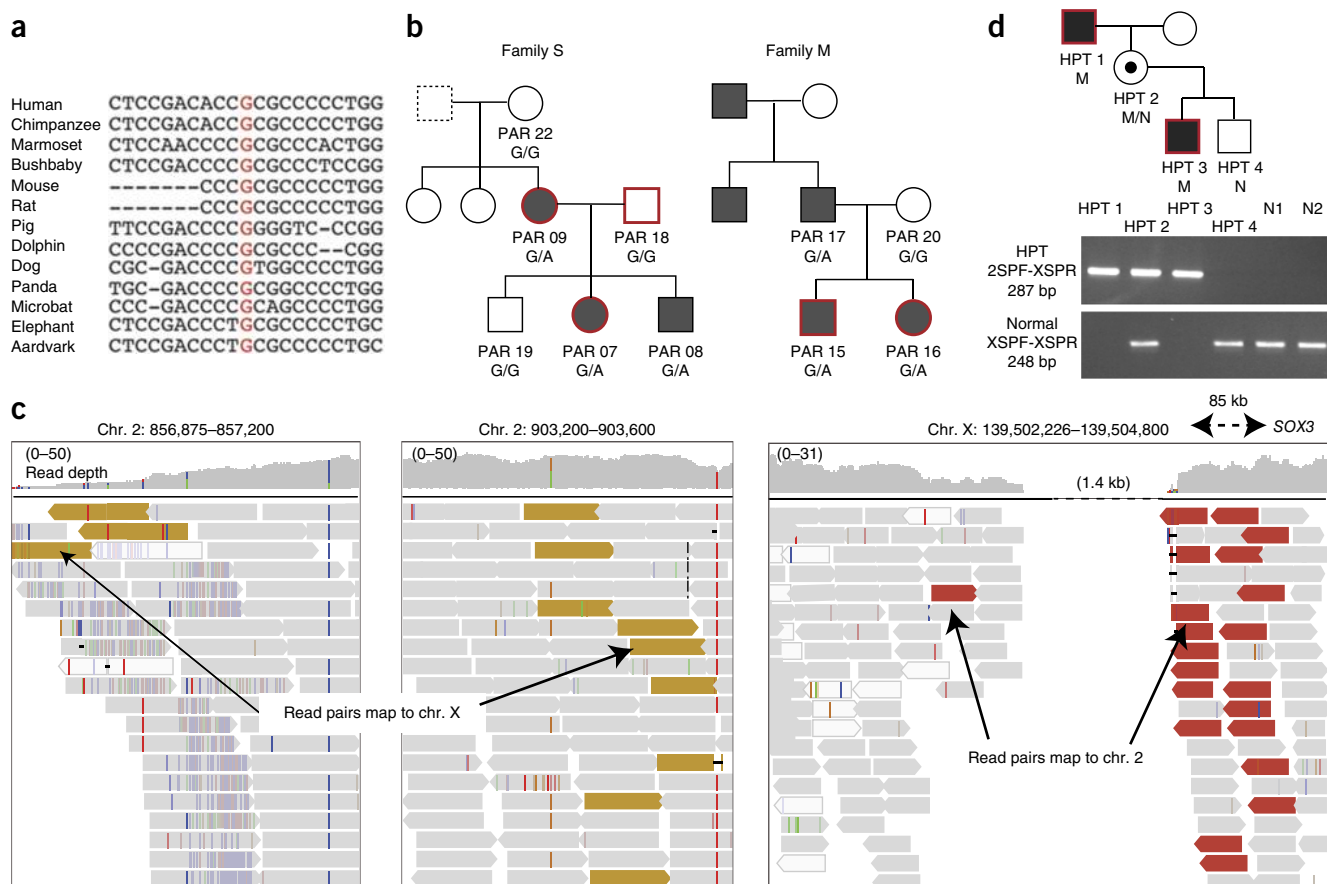 a
Human CTCCGACACCGCGCCCCCTGG
Chimpanzee CTCCGACACCGCGCCCCCTGG
Marmoset CTCCAACCCCGCGCCCACTGG
Bushbaby CTCCGACCCCGCGCCCTCCGG
Mouse -------CCCGCGCCCCCTGG
Rat -------CCCGCGCCCCCTGG
Pig TTCCGACCCCGGGGTC-CCGG
Dolphin CCCCGACCCCGCGCCC--CGG
Dog CGC-GACCCCGTGGCCCCTGG
Panda TGC-GACCCCGCGGCCCCTGG
Microbat CCC-GACCCCGCAGCCCCTGG
Elephant CTCCGACCCTGCGCCCCCTGC
Aardvark CTCCGACCCTGCGCCCCCTGC
b
Family S
PAR 22
G/G
PAR 09
G/A
PAR 18
G/G
PAR 19
G/G
PAR 07
G/A
PAR 08
G/A
Family M
PAR 17
G/A
PAR 20
G/G
PAR 15
G/A
PAR 16
G/A
d
HPT 1
M
HPT 2
M/N
HPT 3
M
HPT 4
N
HPT 1 HPT 2 HPT 3 HPT 4 N1 N2
HPT
2SPF-XSPR
287 bp
Normal
XSPF-XSPR
248 bp
c
Chr. 2: 856,875–857,200
(0–50)
Read depth
Chr. 2: 903,200–903,600
(0–50)
Chr. X: 139,502,226–139,504,800
85 kb
SOX3
(0–31)
(1.4 kb)
Read pairs map to chr. X
Read pairs map to chr. 2